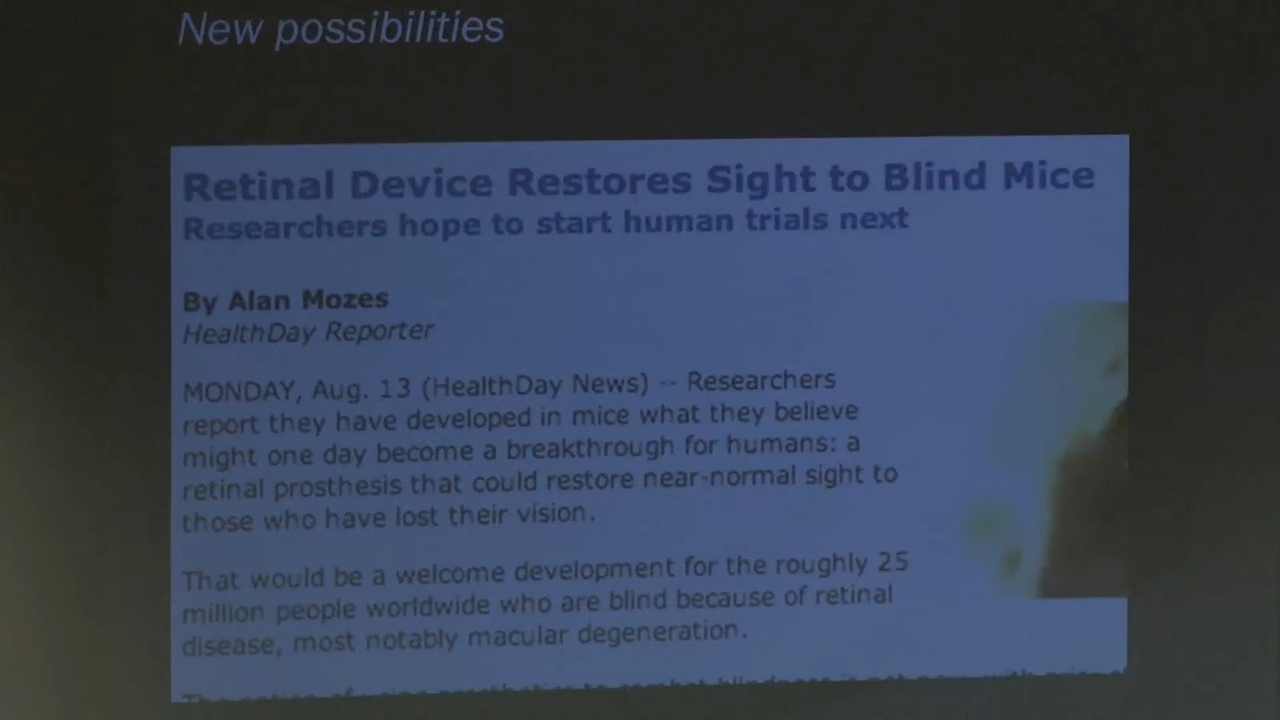 New possibilities
Retinal Device Restores Sight to Blind Mice
Researchers hope to start human trials next
By Alan Mozes
HealthDay Reporter
MONDAY, Aug. 13 (HealthDay News) -- Researchers
report they have developed in mice what they believe
might one day become a breakthrough for humans: a
retinal prosthesis that could restore near-normal sight to
those who have lost their vision.
That would be a welcome development for the roughly 25
million people worldwide who are blind because of retinal
disease, most notably macular degeneration.